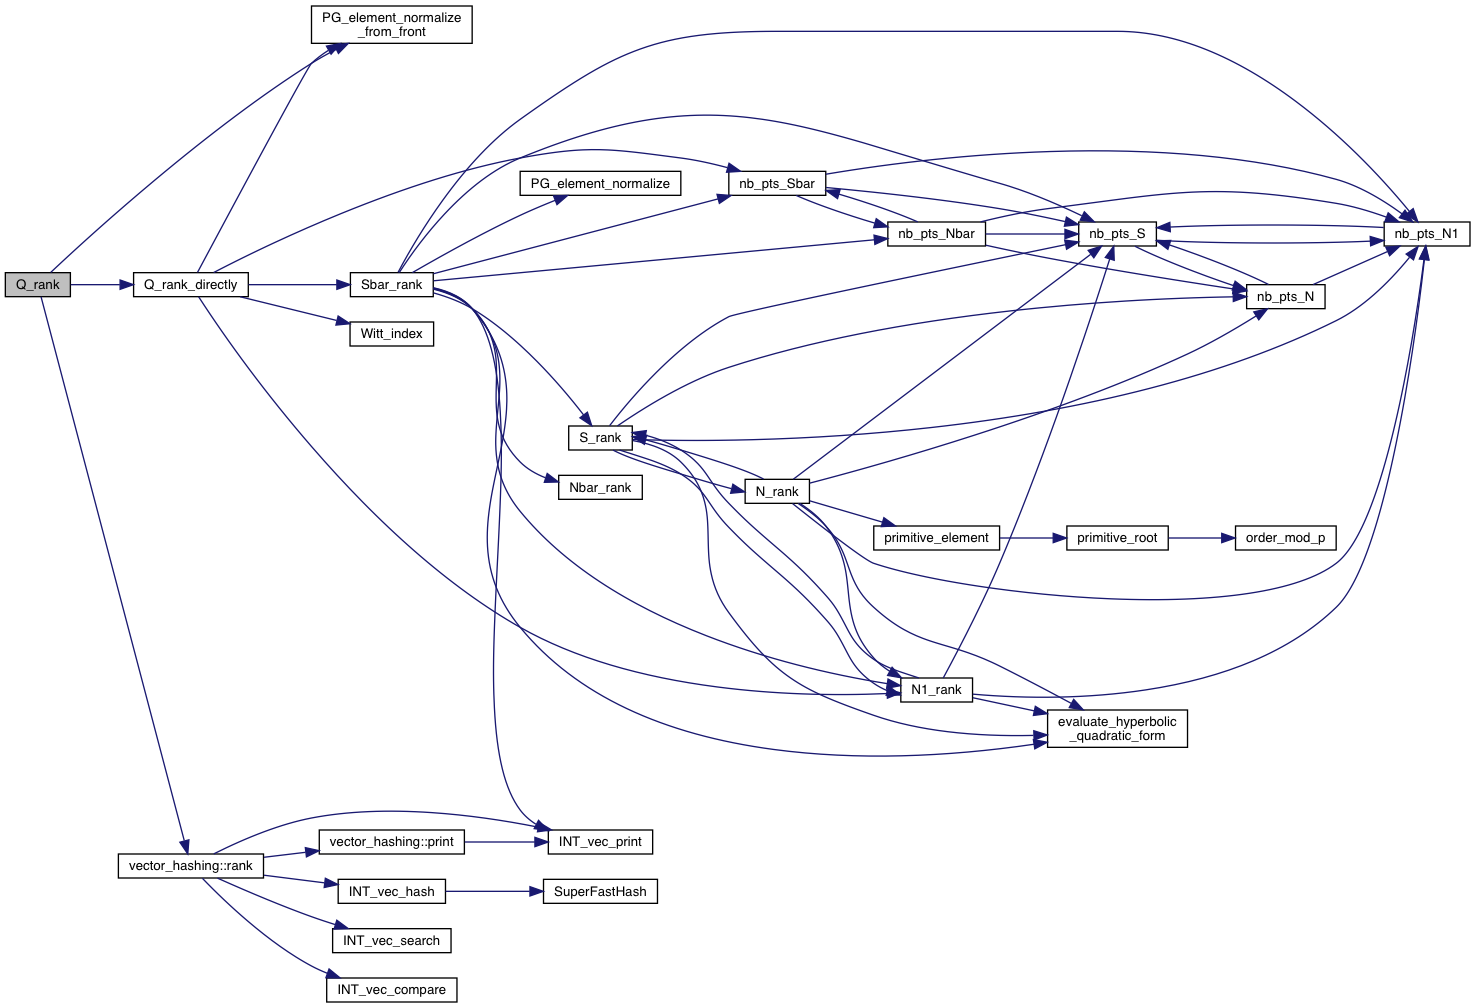 PG_element_normalize
_from_front
Q_rank
Q_rank_directly
Sbar_rank
Witt_index
PG_element_normalize
nb_pts_Sbar
nb_pts_Nbar
nb_pts_S
nb_pts_N1
nb_pts_N
S_rank
Nbar_rank
N_rank
primitive_element
primitive_root
order_mod_p
N1_rank
evaluate_hyperbolic
_quadratic_form
vector_hashing::rank
vector_hashing::print
INT_vec_print
INT_vec_hash
SuperFastHash
INT_vec_search
INT_vec_compare